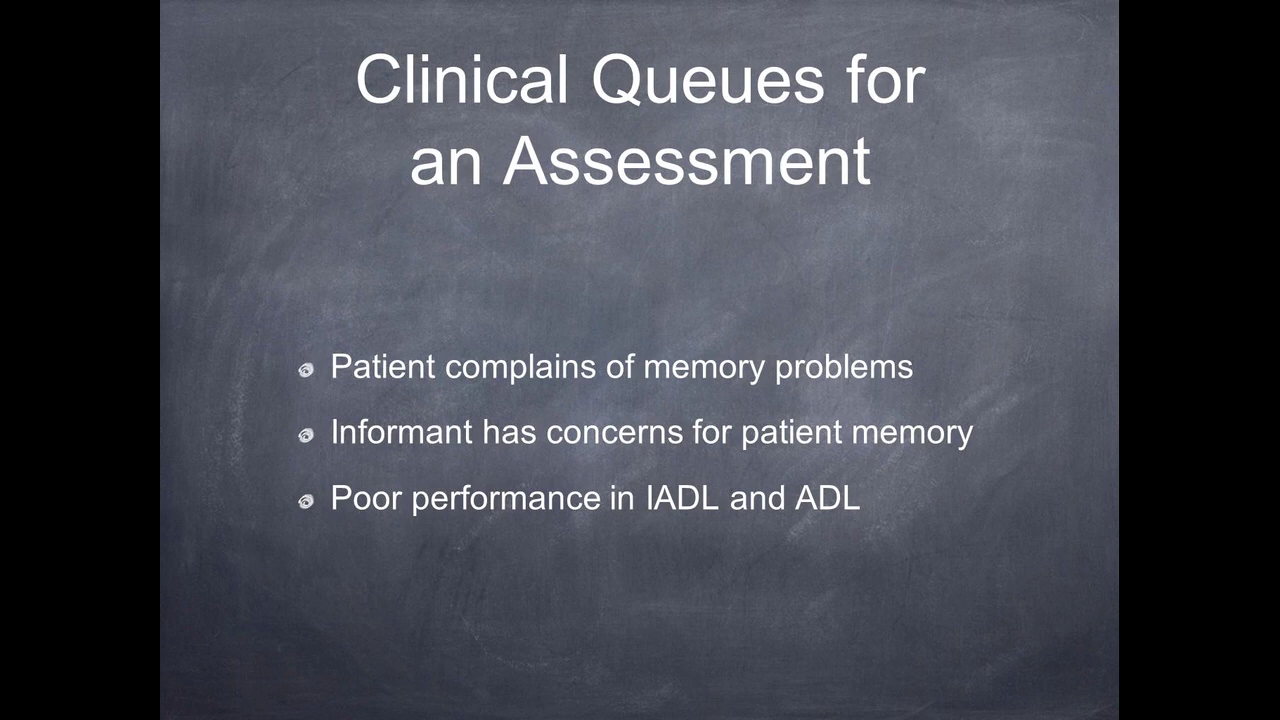 Clinical Queues for
an Assessment
Patient complains of memory problems
Informant has concerns for patient memory
Poor performance in IADL and ADL